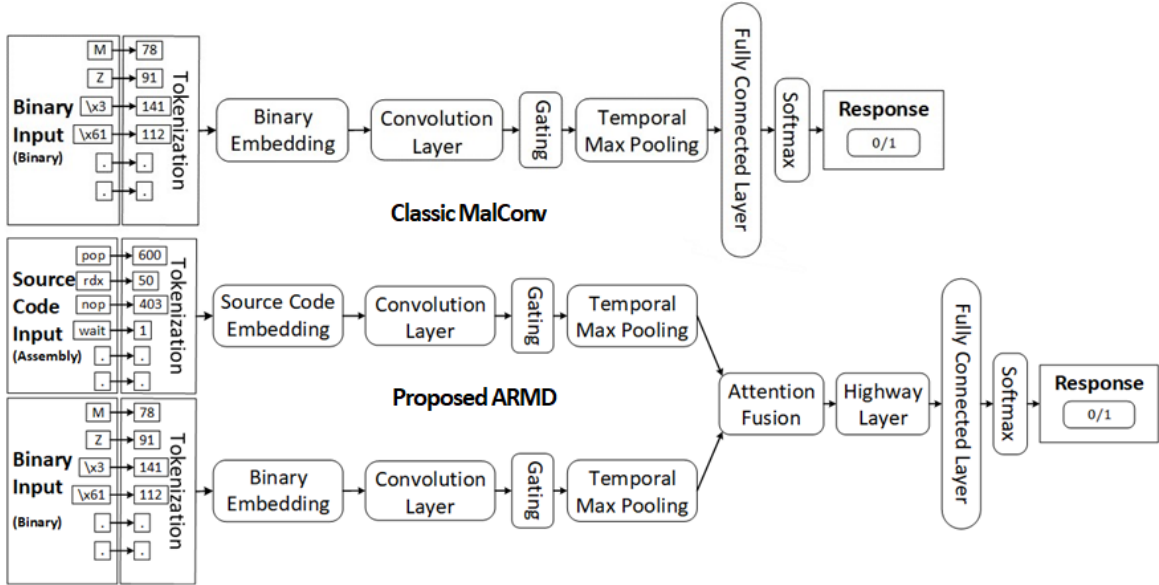 Binary
Input
(Binary)
M 78
Z 91
\x3 141
\x61 112
. .
. .
Tokenization
Binary
Embedding
Convolution
Layer
Gating
Temporal
Max Pooling
Fully Connected Layer
Softmax
Response
0/1
Classic MalConv
Source
Code
Input
(Assembly)
pop 600
rdx 50
nop 403
wait 1
. .
. .
Tokenization
Source Code
Embedding
Convolution
Layer
Gating
Temporal
Max Pooling
Proposed ARMD
Binary
Input
(Binary)
M 78
Z 91
\x3 141
\x61 112
. .
. .
Tokenization
Binary
Embedding
Convolution
Layer
Gating
Temporal
Max Pooling
Attention
Fusion
Highway
Layer
Fully Connected Layer
Softmax
Response
0/1